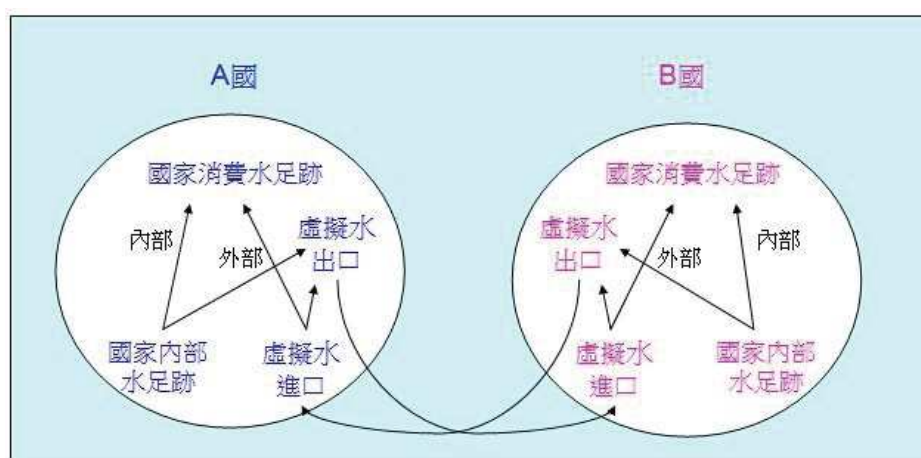 A國
國家消費水足跡
內部
外部
虛擬水
出口
國家內部
水足跡
虛擬水
進口
B國
國家消費水足跡
虛擬水
出口
外部
內部
虛擬水
進口
國家內部
水足跡